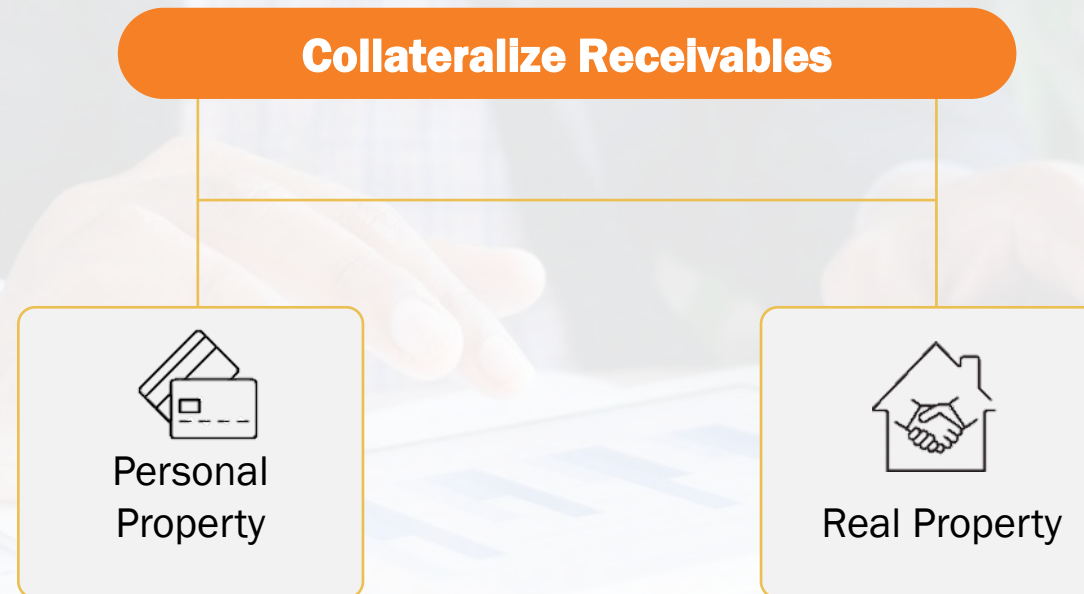 Collateralize Receivables
Personal
Property
Real Property